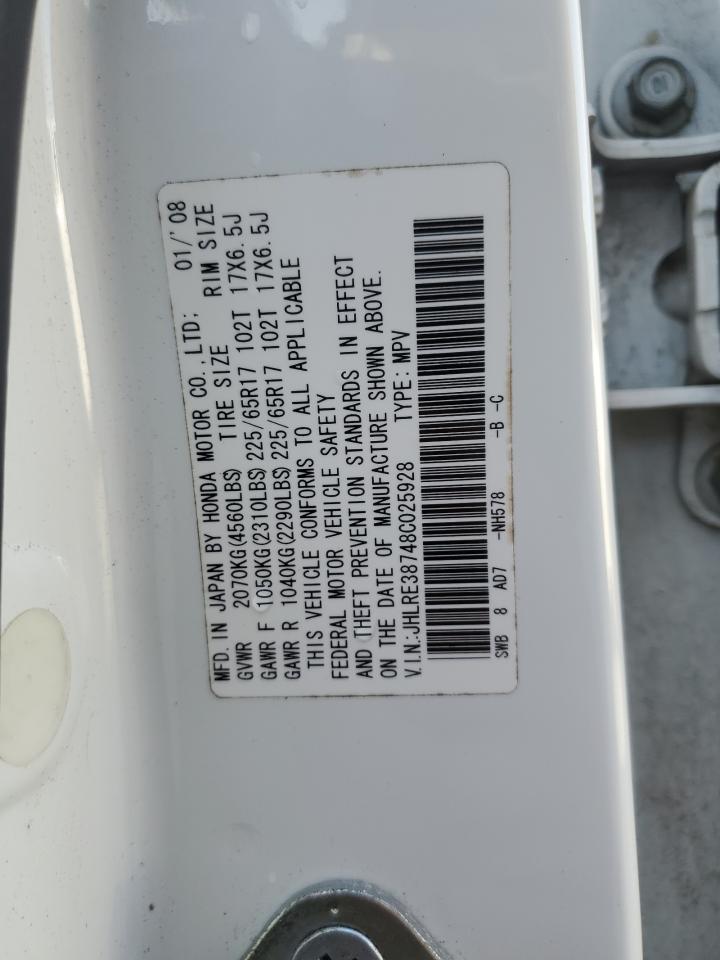 MFD. IN JAPAN BY HONDA MOTOR CO.,LTD: 01/'08
GVWR 2070KG(4560LBS) TIRE SIZE RIM SIZE
GAWR F 1050KG(2310LBS) 225/65R17 102T 17X6.5J
GAWR R 1040KG(2290LBS) 225/65R17 102T 17X6.5J
THIS VEHICLE CONFORMS TO ALL APPLICABLE
FEDERAL MOTOR VEHICLE SAFETY
AND THEFT PREVENTION STANDARDS IN EFFECT
ON THE DATE OF MANUFACTURE SHOWN ABOVE.
V.I.N.:JHLRE38748C025928 TYPE: MPV
SWB 8 AD7 -NH578 -B -C